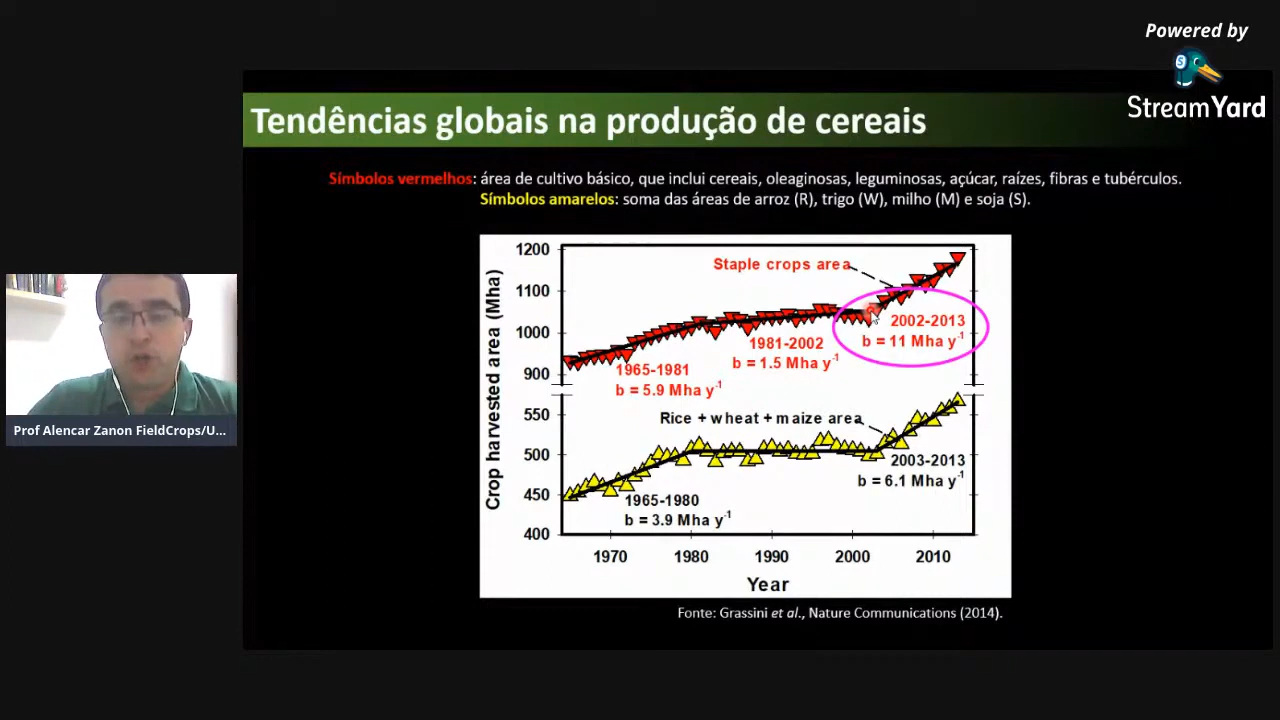 Powered by
StreamYard
Tendências globais na produção de cereais
Símbolos vermelhos: área de cultivo básico, que inclui cereais, oleaginosas, leguminosas, açúcar, raízes, fibras e tubérculos.
Símbolos amarelos: soma das áreas de arroz (R), trigo (W), milho (M) e soja (S).
Crop harvested area (Mha)
1200
1100
1000
900
550
500
450
400
Staple crops area
2002-2013
b = 11 Mha y-1
1981-2002
b = 1.5 Mha y-1
1965-1981
b = 5.9 Mha y-1
Rice + wheat + maize area
2003-2013
b = 6.1 Mha y-1
1965-1980
b = 3.9 Mha y-1
1970 1980 1990 2000 2010
Year
Fonte: Grassini et al., Nature Communications (2014).
Prof Alencar Zanon FieldCrops/U...